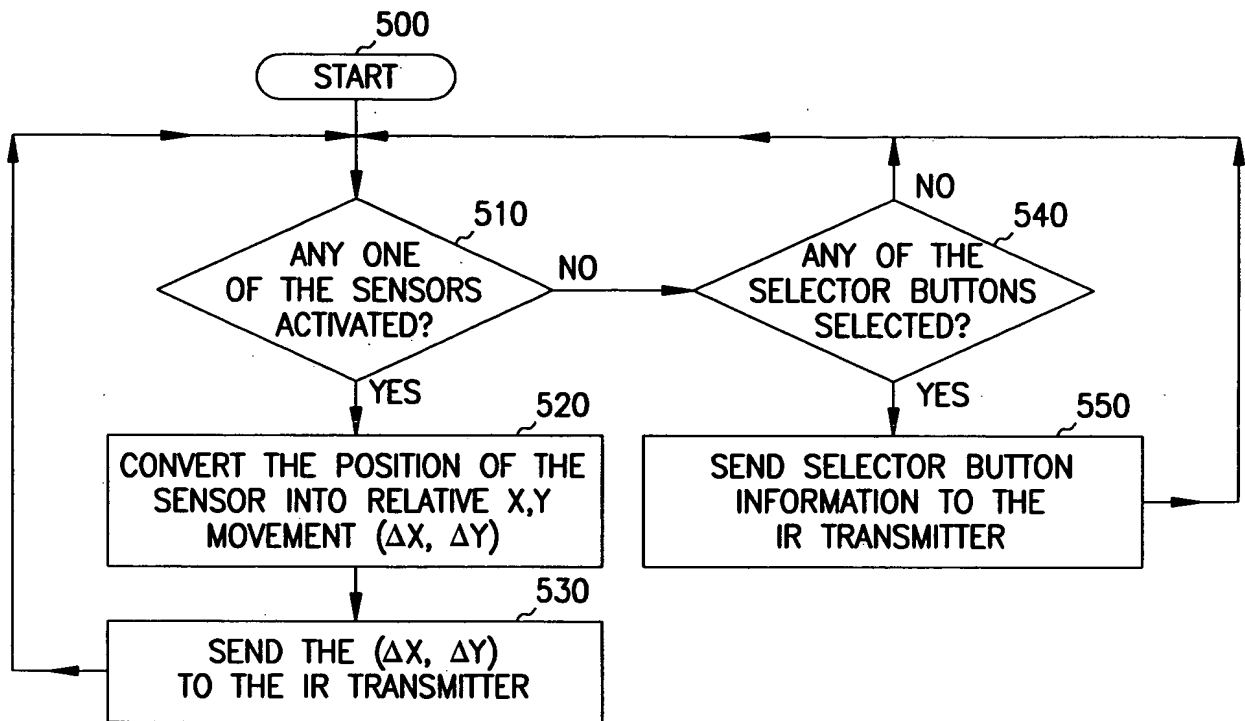 500
START
510
ANY ONE
OF THE SENSORS
ACTIVATED?
NO
YES
540
ANY OF THE
SELECTOR BUTTONS
SELECTED?
NO
YES
520
CONVERT THE POSITION OF THE
SENSOR INTO RELATIVE X,Y
MOVEMENT (ΔX, ΔY)
550
SEND SELECTOR BUTTON
INFORMATION TO THE
IR TRANSMITTER
530
SEND THE (ΔX, ΔY)
TO THE IR TRANSMITTER